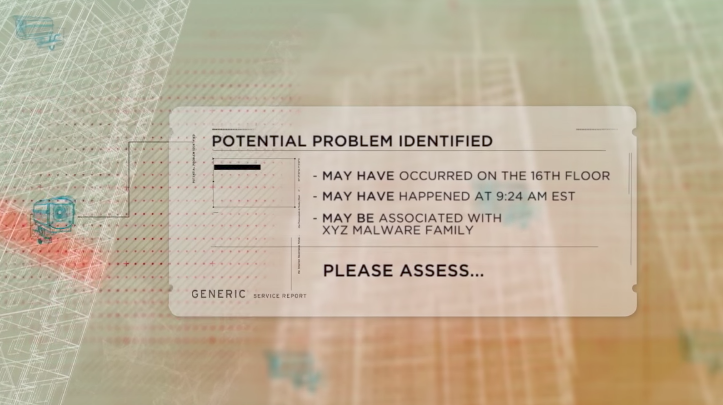 POTENTIAL PROBLEM IDENTIFIED
- MAY HAVE OCCURRED ON THE 16TH FLOOR
- MAY HAVE HAPPENED AT 9:24 AM EST
- MAY BE ASSOCIATED WITH
XYZ MALWARE FAMILY
PLEASE ASSESS...
GENERIC SERVICE REPORT